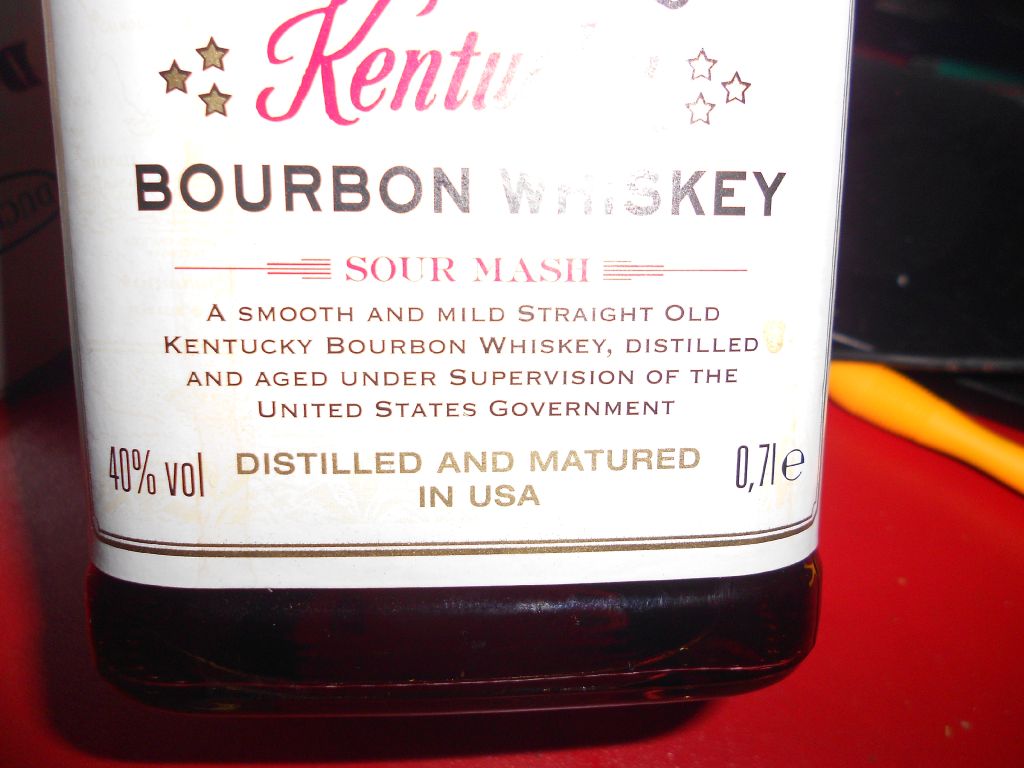 BOURBON WHISKEY
SOUR MASH
A SMOOTH AND MILD STRAIGHT OLD
KENTUCKY BOURBON WHISKEY, DISTILLED
AND AGED UNDER SUPERVISION OF THE
UNITED STATES GOVERNMENT
40% vol
DISTILLED AND MATURED
IN USA
0,7l e